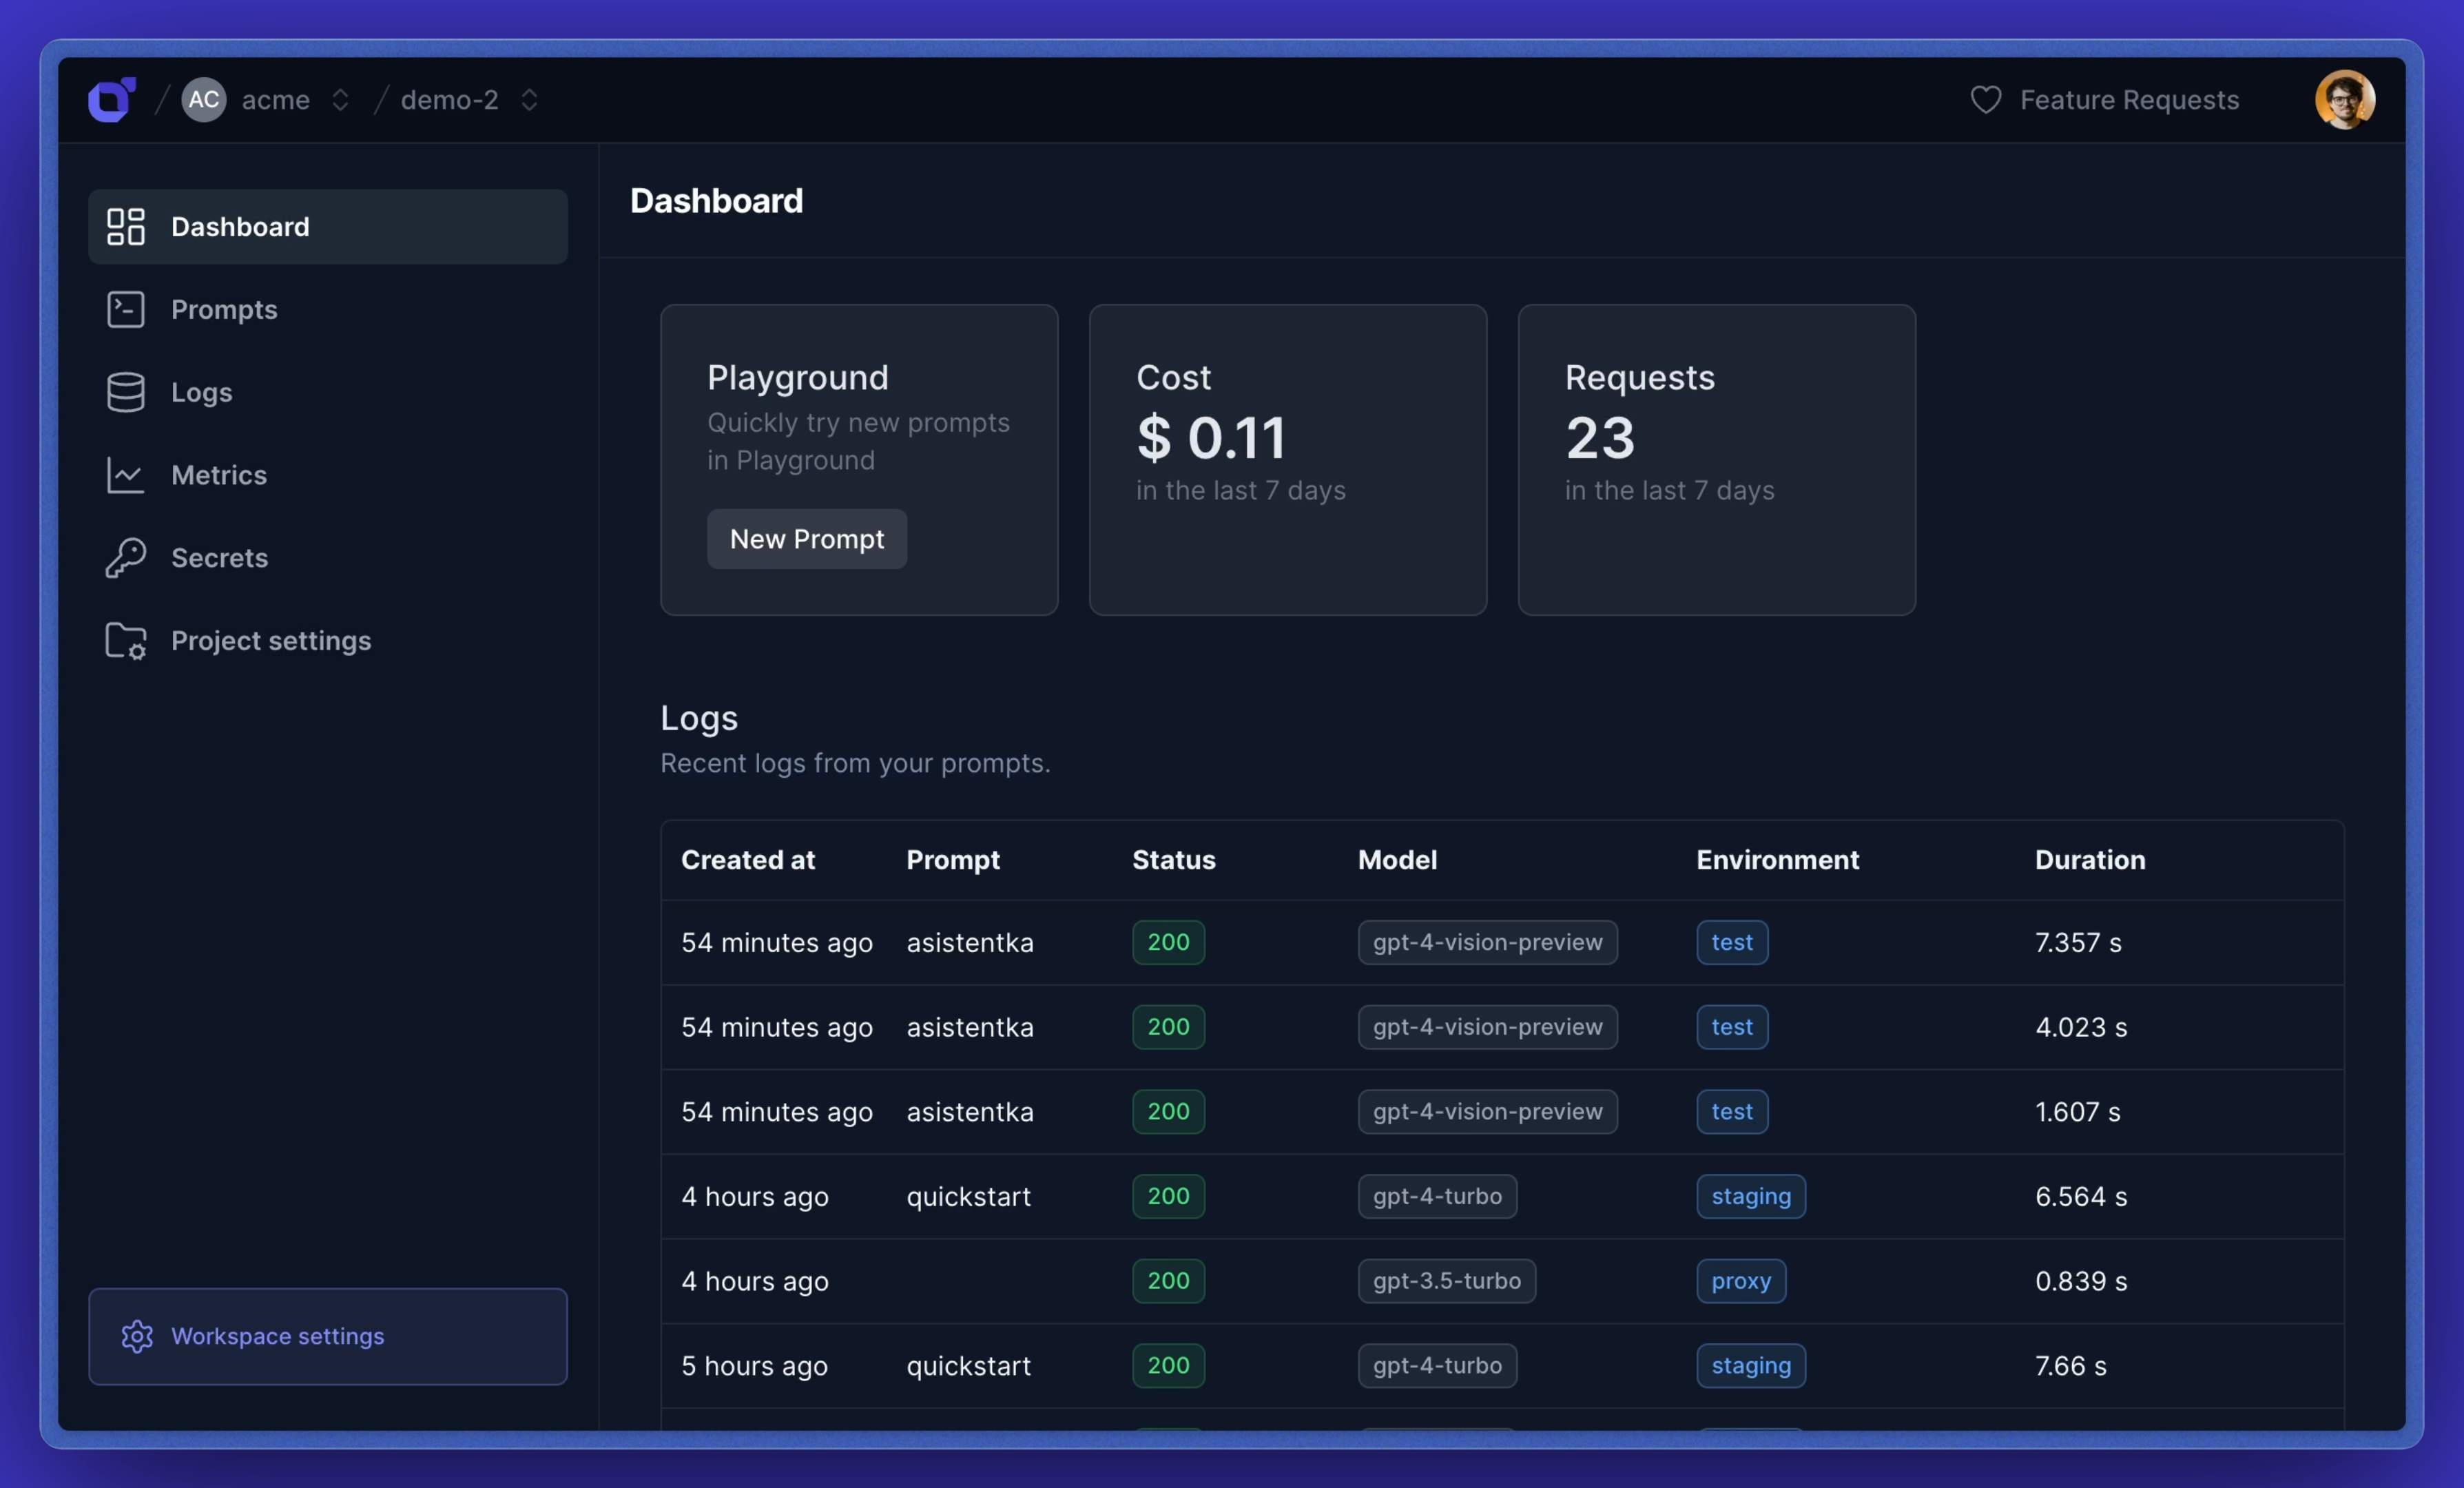 / AC acme / demo-2 Feature Requests
Dashboard
Prompts
Logs
Metrics
Secrets
Project settings
Workspace settings
Dashboard
Playground
Quickly try new prompts
in Playground
New Prompt
Cost
$ 0.11
in the last 7 days
Requests
23
in the last 7 days
Logs
Recent logs from your prompts.
Created at Prompt Status Model Environment Duration
54 minutes ago asistentka 200 gpt-4-vision-preview test 7.357 s
54 minutes ago asistentka 200 gpt-4-vision-preview test 4.023 s
54 minutes ago asistentka 200 gpt-4-vision-preview test 1.607 s
4 hours ago quickstart 200 gpt-4-turbo staging 6.564 s
4 hours ago 200 gpt-3.5-turbo proxy 0.839 s
5 hours ago quickstart 200 gpt-4-turbo staging 7.66 s